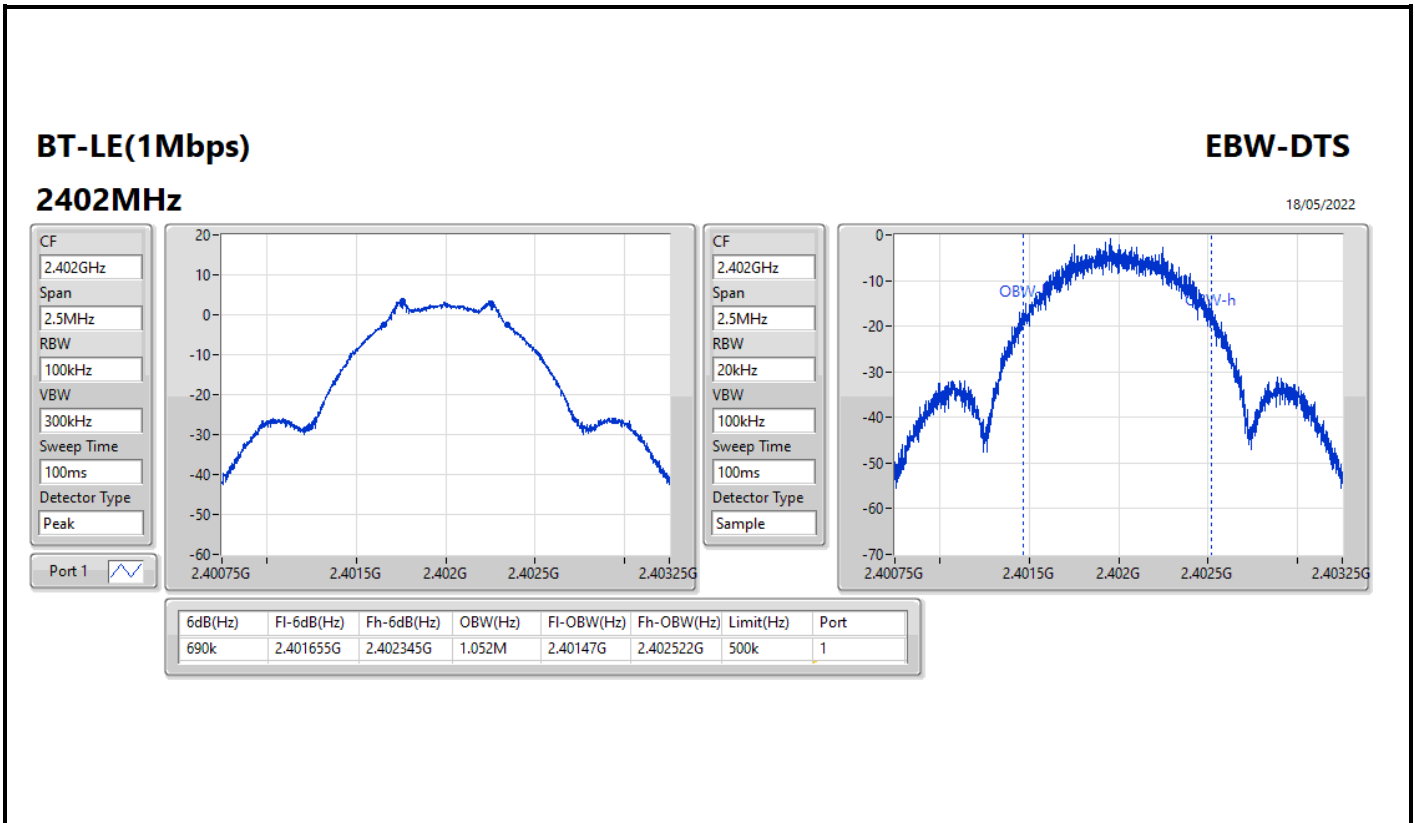 BT-LE(1Mbps)
EBW-DTS
2402MHz
18/05/2022
CF
2.402GHz
Span
2.5MHz
RBW
100kHz
VBW
300kHz
Sweep Time
100ms
Detector Type
Peak
Port 1
20
10
0
-10
-20
-30
-40
-50
-60
2.40075G 2.4015G 2.402G 2.4025G 2.40325G
CF
2.402GHz
Span
2.5MHz
RBW
20kHz
VBW
100kHz
Sweep Time
100ms
Detector Type
Sample
0
-10
-20
-30
-40
-50
-60
-70
OBW
2.40075G 2.4015G 2.402G 2.4025G 2.40325G
6dB(Hz) Fl-6dB(Hz) Fh-6dB(Hz) OBW(Hz) Fl-OBW(Hz) Fh-OBW(Hz) Limit(Hz) Port
690k 2.401655G 2.402345G 1.052M 2.40147G 2.402522G 500k 1